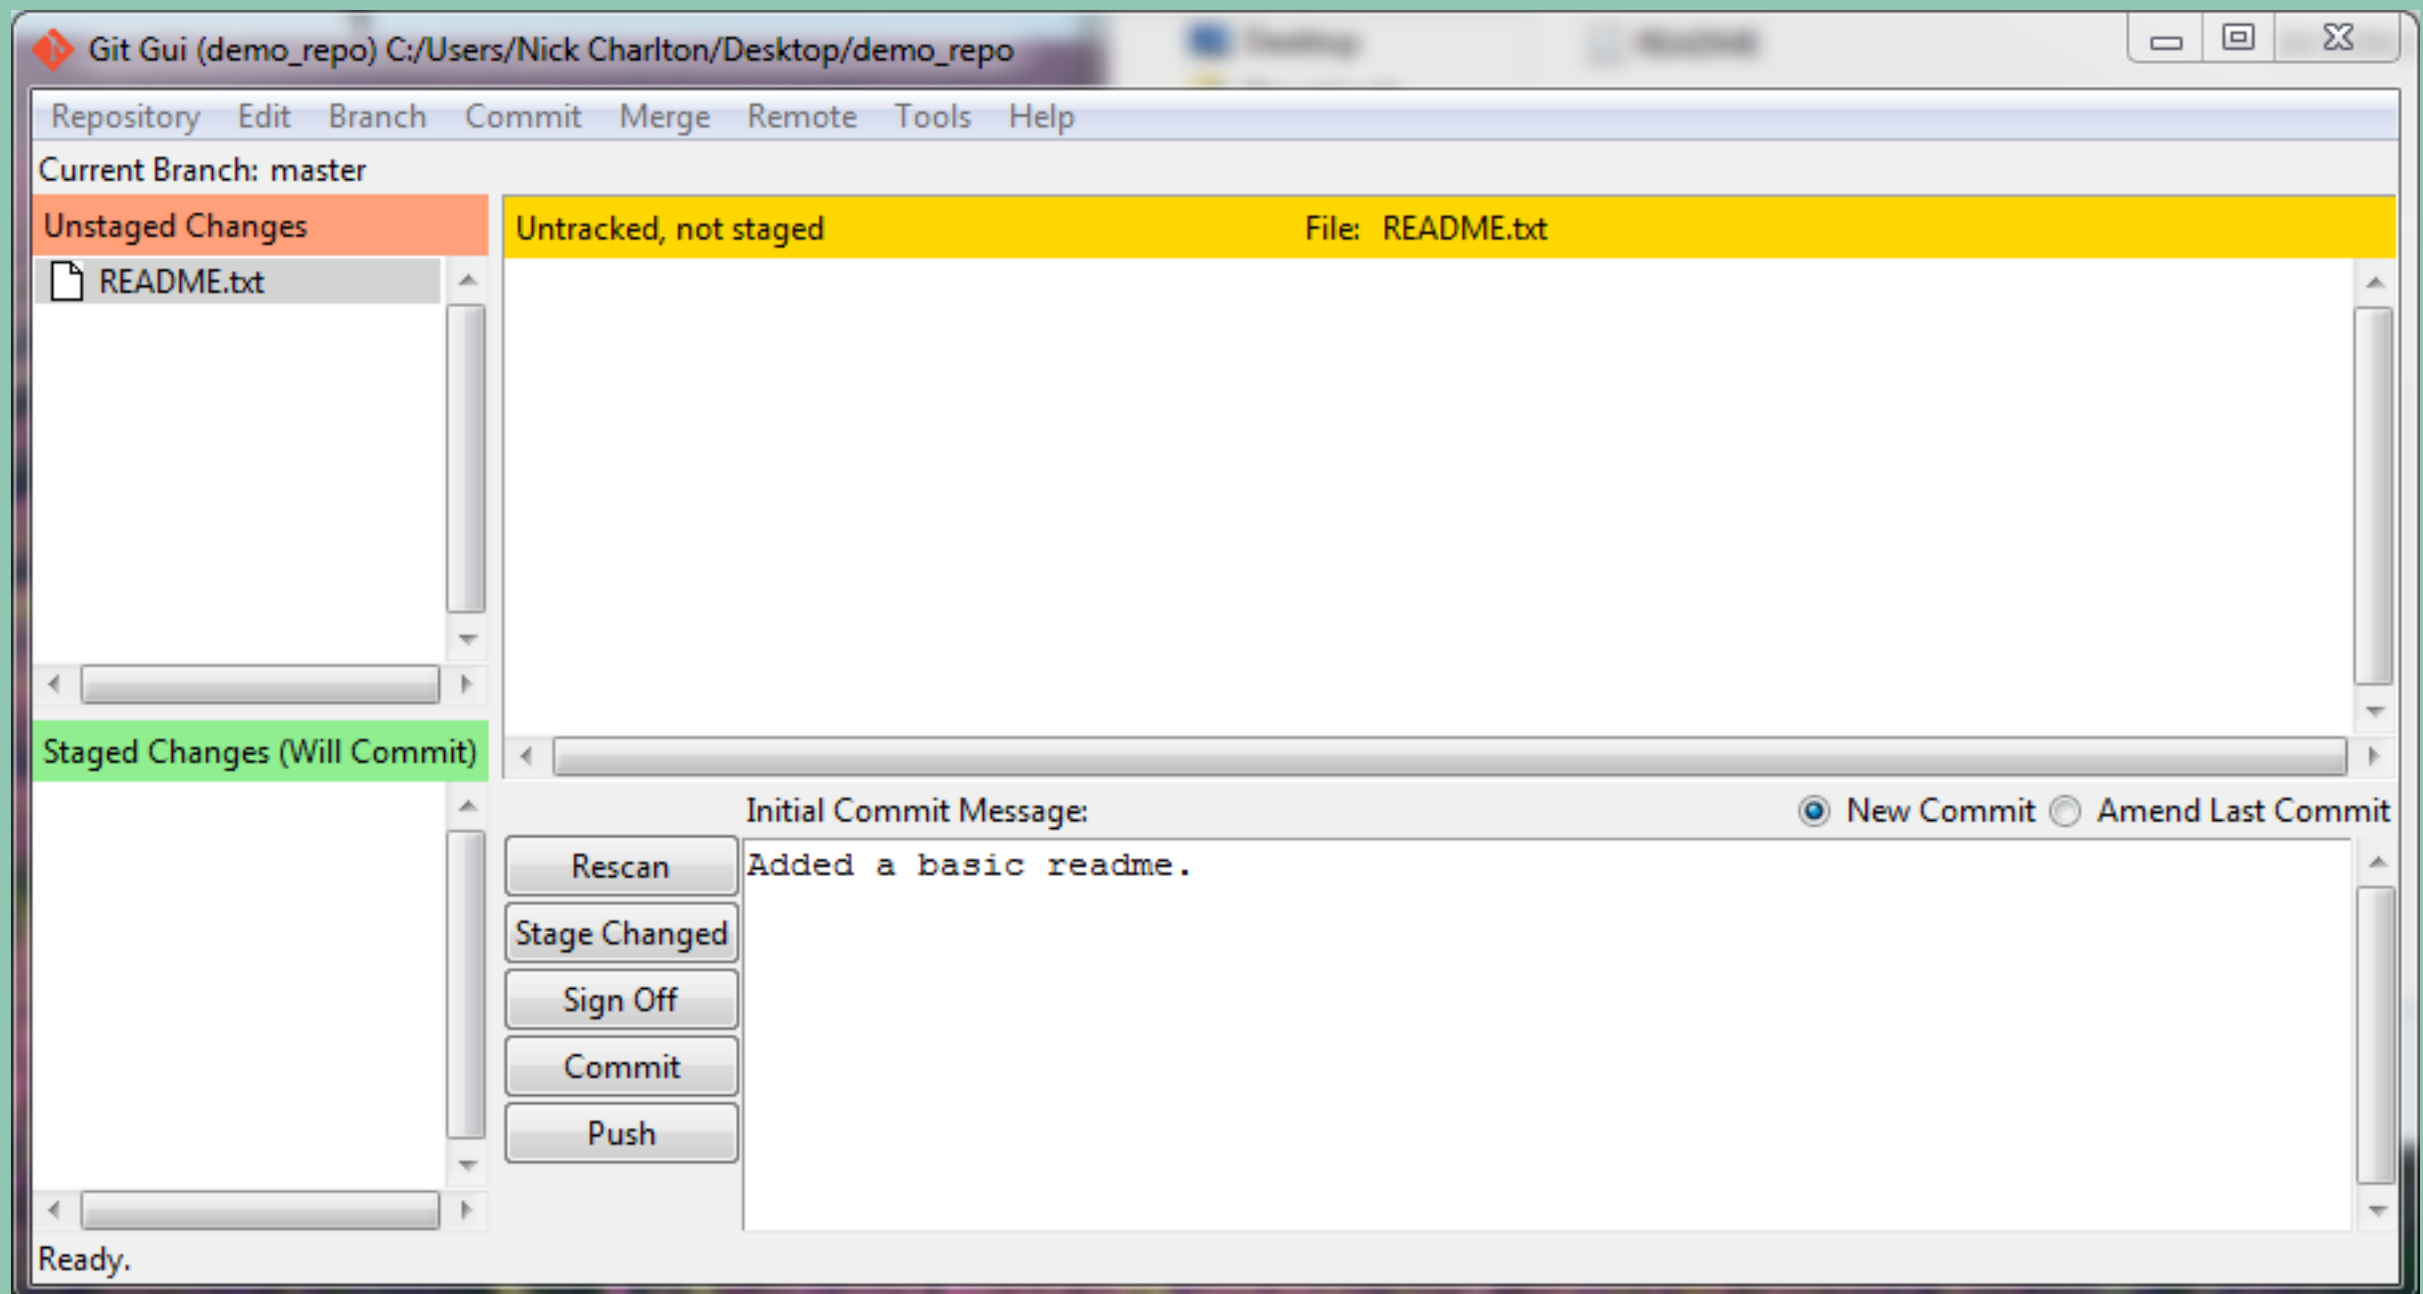 Git Gui (demo_repo) C:/Users/Nick Charlton/Desktop/demo_repo
Repository Edit Branch Commit Merge Remote Tools Help
Current Branch: master
Unstaged Changes
README.txt
Untracked, not staged File: README.txt
Staged Changes (Will Commit)
Initial Commit Message: New Commit Amend Last Commit
Rescan
Stage Changed
Sign Off
Commit
Push
Added a basic readme.
Ready.